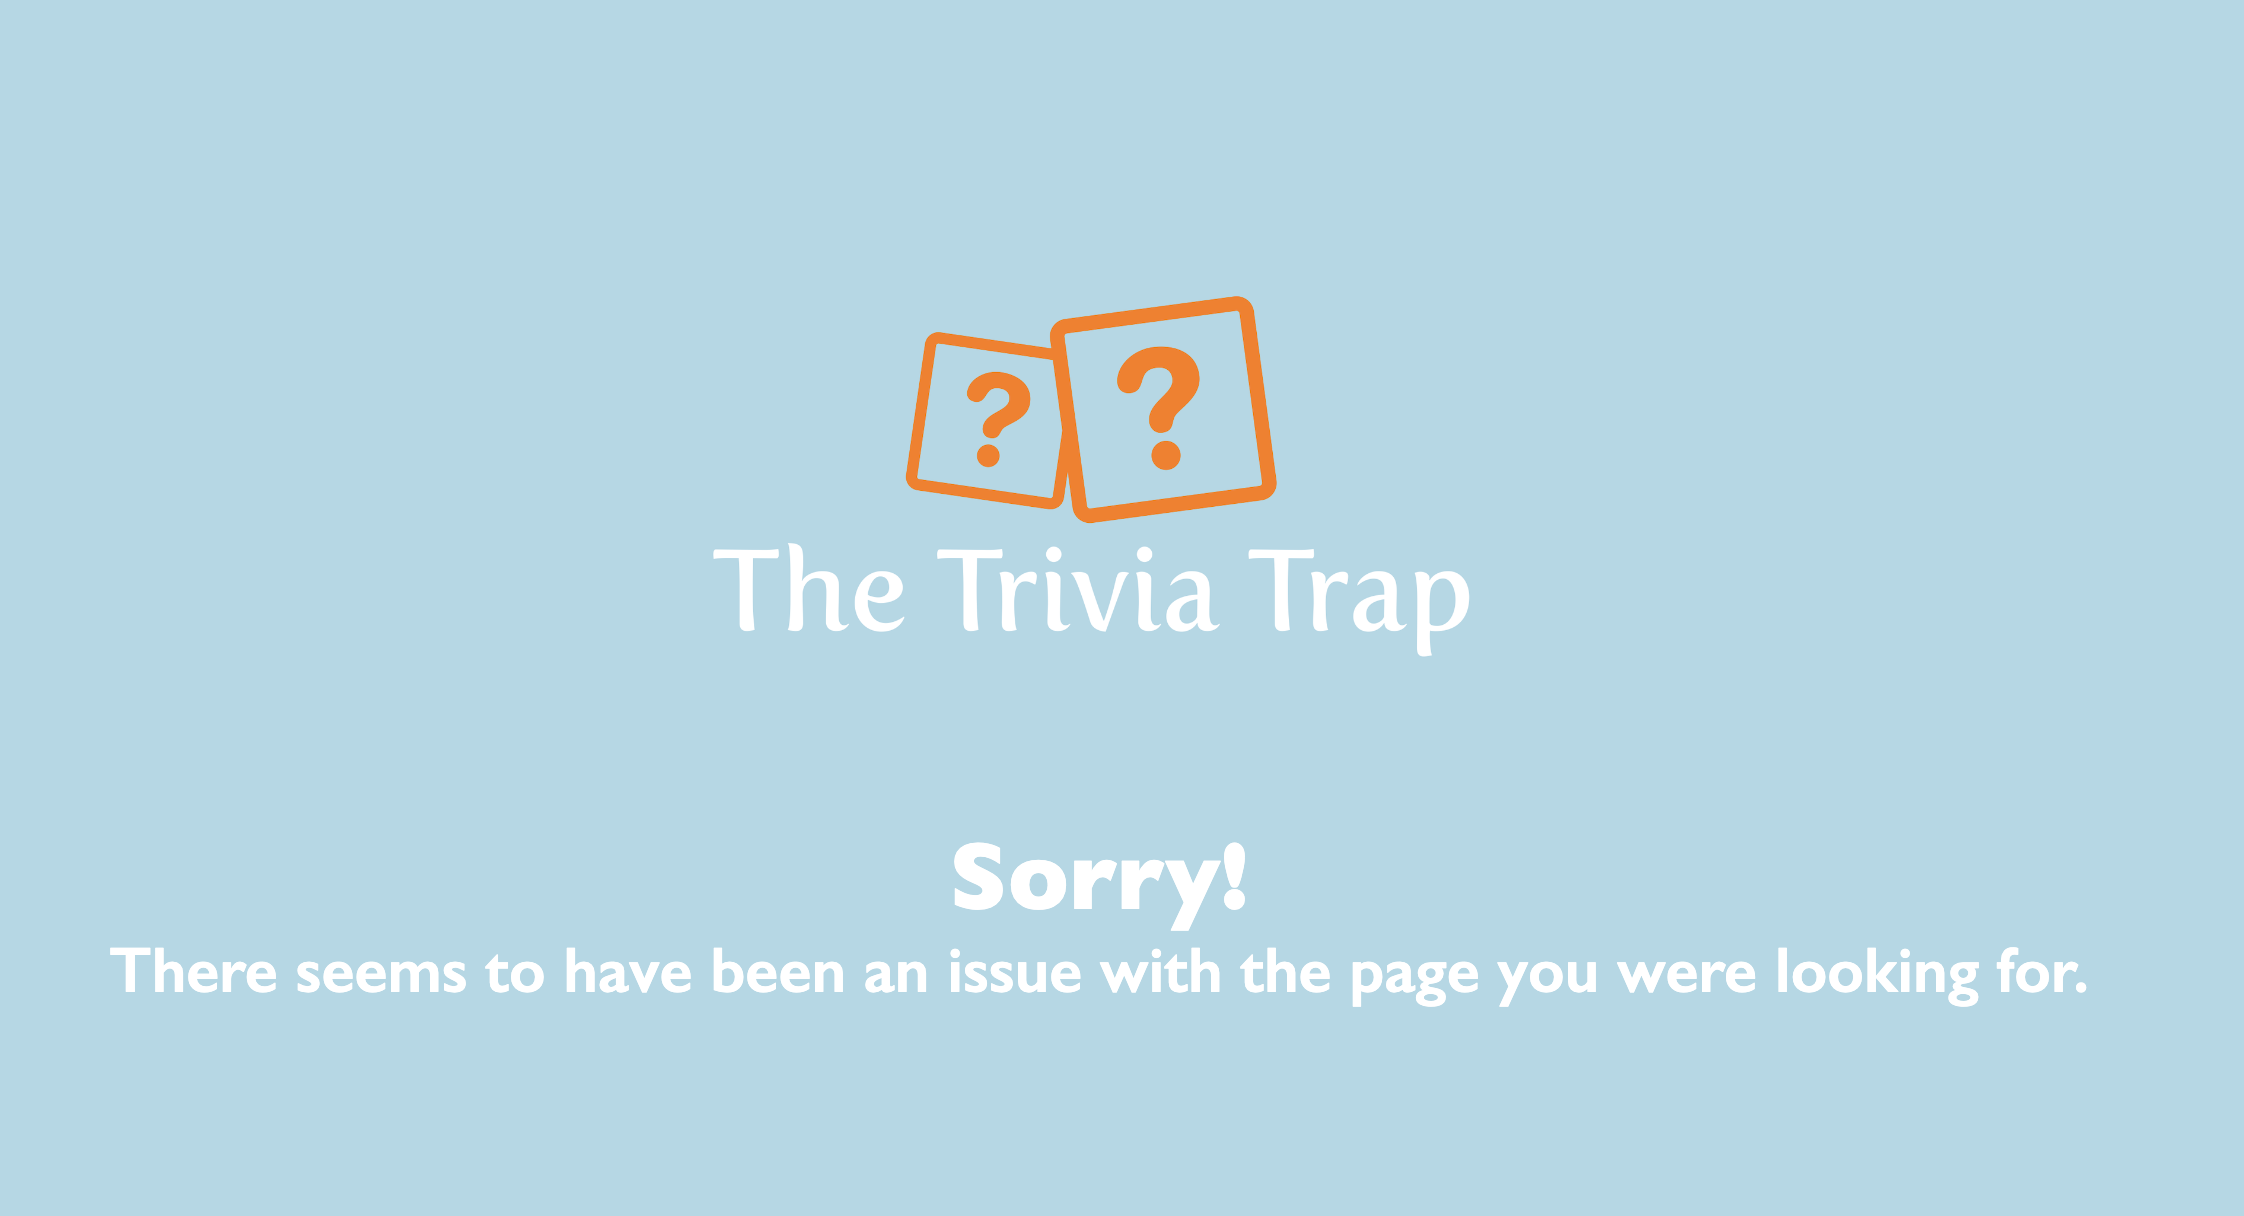 ? ?
The Trivia Trap
Sorry!
There seems to have been an issue with the page you were looking for.